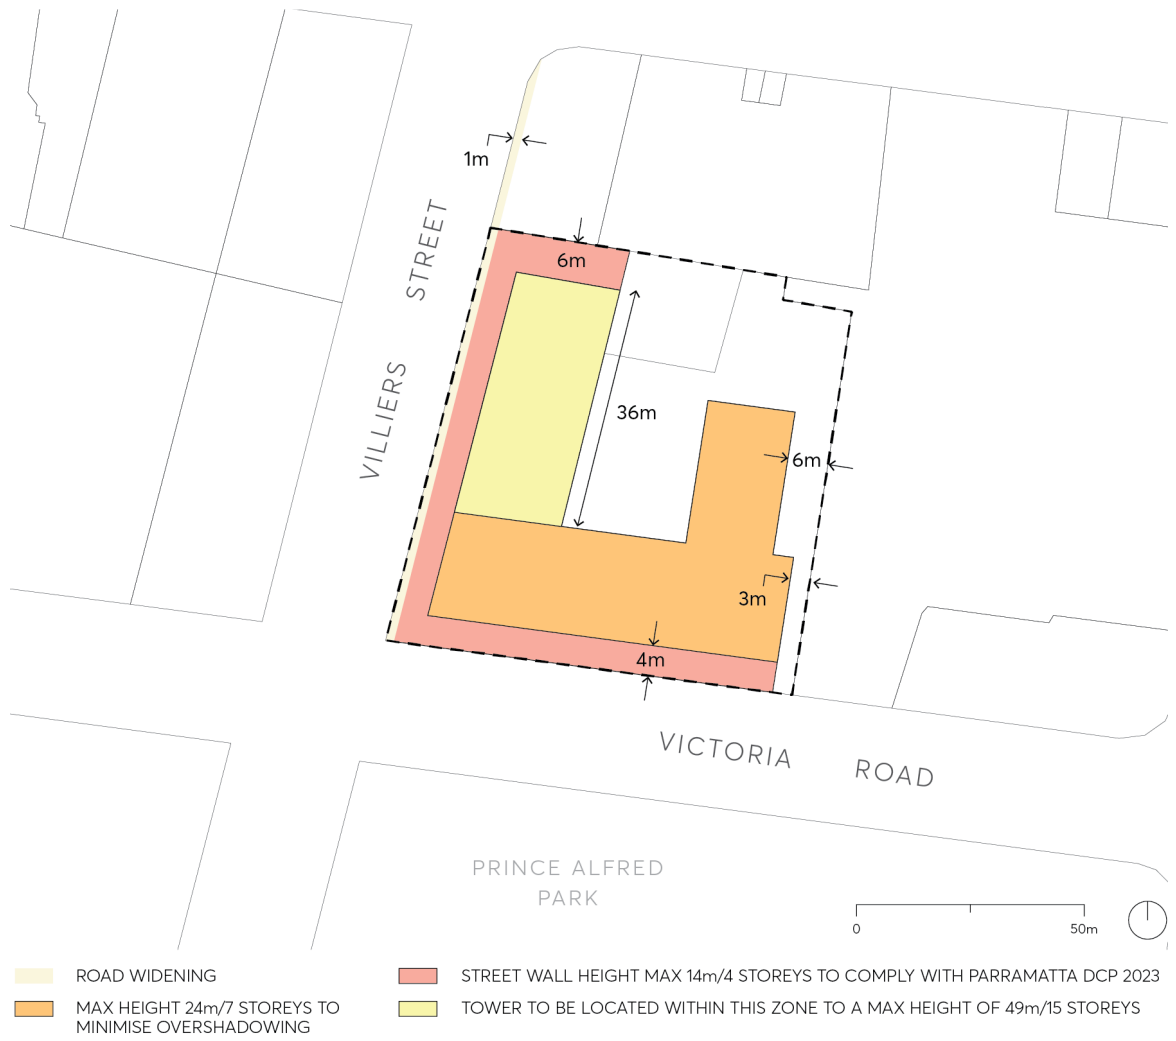 1m
STREET
6m
VILLIERS
36m
6m
3m
4m
VICTORIA ROAD
PRINCE ALFRED
PARK
0
50m
ROAD WIDENING
STREET WALL HEIGHT MAX 14m/4 STOREYS TO COMPLY WITH PARRAMATTA DCP 2023
MAX HEIGHT 24m/7 STOREYS TO
MINIMISE OVERSHADOWING
TOWER TO BE LOCATED WITHIN THIS ZONE TO A MAX HEIGHT OF 49m/15 STOREYS